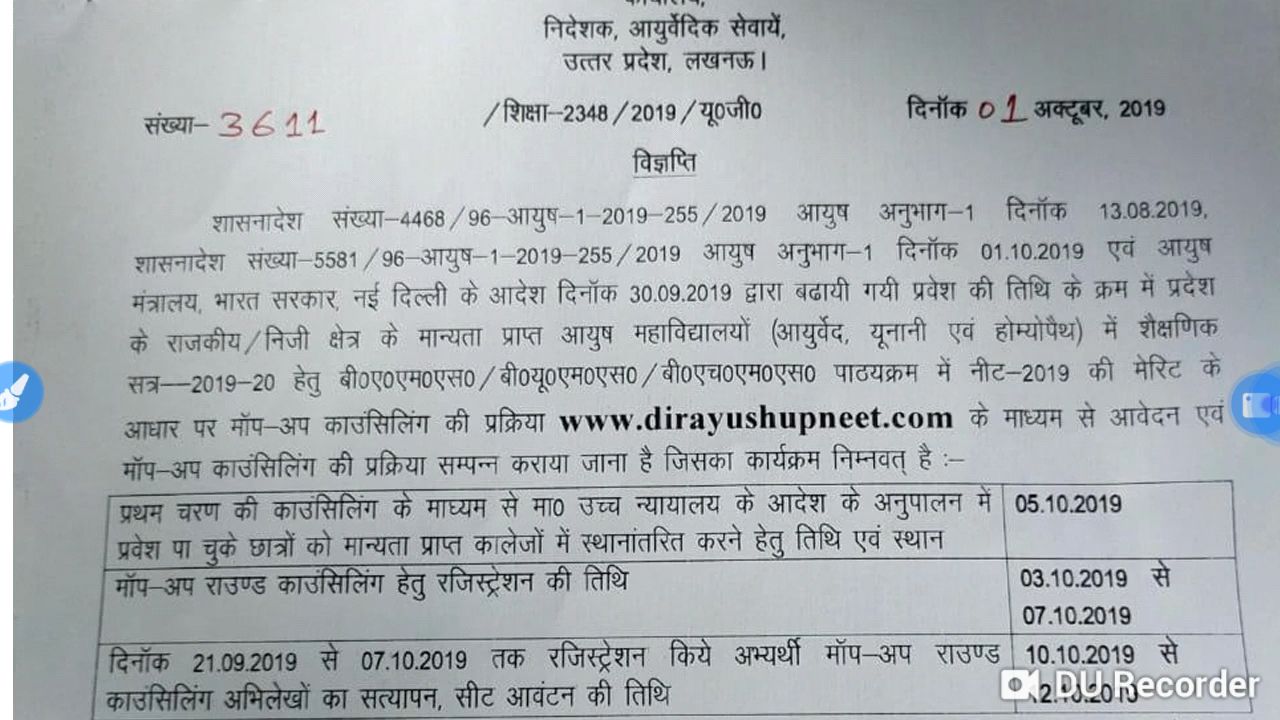 कार्यालय,
निदेशक, आयुर्वेदिक सेवायें,
उत्तर प्रदेश, लखनऊ।
संख्या– 3611 /शिक्षा–2348/2019/यू0जी0 दिनॉक 01 अक्टूबर, 2019
विज्ञप्ति
शासनादेश संख्या–4468/96–आयुष–1–2019–255/2019 आयुष अनुभाग–1 दिनॉक 13.08.2019,
शासनादेश संख्या–5581/96–आयुष–1–2019–255/2019 आयुष अनुभाग–1 दिनॉक 01.10.2019 एवं आयुष
मंत्रालय, भारत सरकार, नई दिल्ली के आदेश दिनॉक 30.09.2019 द्वारा बढायी गयी प्रवेश की तिथि के क्रम में प्रदेश
के राजकीय/निजी क्षेत्र के मान्यता प्राप्त आयुष महाविद्यालयों (आयुर्वेद, यूनानी एवं होम्योपैथ) में शैक्षणिक
सत्र––2019–20 हेतु बी0ए0एम0एस0/बी0यू0एम0एस0/बी0एच0एम0एस0 पाठयक्रम में नीट–2019 की मेरिट के
आधार पर मॉप–अप काउंसिलिंग की प्रक्रिया www.dirayushupneet.com के माध्यम से आवेदन एवं
मॉप–अप काउंसिलिंग की प्रक्रिया सम्पन्न कराया जाना है जिसका कार्यक्रम निम्नवत् है :–
प्रथम चरण की काउंसिलिंग के माध्यम से मा0 उच्च न्यायालय के आदेश के अनुपालन में 05.10.2019
प्रवेश पा चुके छात्रों को मान्यता प्राप्त कालेजों में स्थानांतरित करने हेतु तिथि एवं स्थान
मॉप–अप राउण्ड काउंसिलिंग हेतु रजिस्ट्रेशन की तिथि 03.10.2019 से
07.10.2019
दिनॉक 21.09.2019 से 07.10.2019 तक रजिस्ट्रेशन किये अभ्यर्थी मॉप–अप राउण्ड 10.10.2019 से
काउंसिलिंग अभिलेखों का सत्यापन, सीट आवंटन की तिथि 12.10.2019
DU Recorder